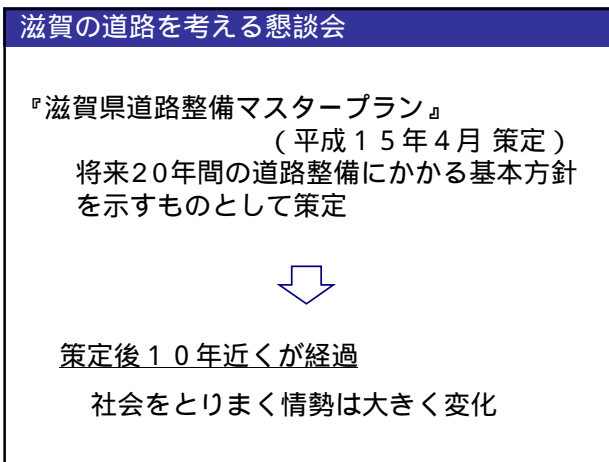 滋賀の道路を考える懇談会
『滋賀県道路整備マスタープラン』
（平成１５年４月 策定）
将来20年間の道路整備にかかる基本方針
を示すものとして策定
策定後１０年近くが経過
社会をとりまく情勢は大きく変化